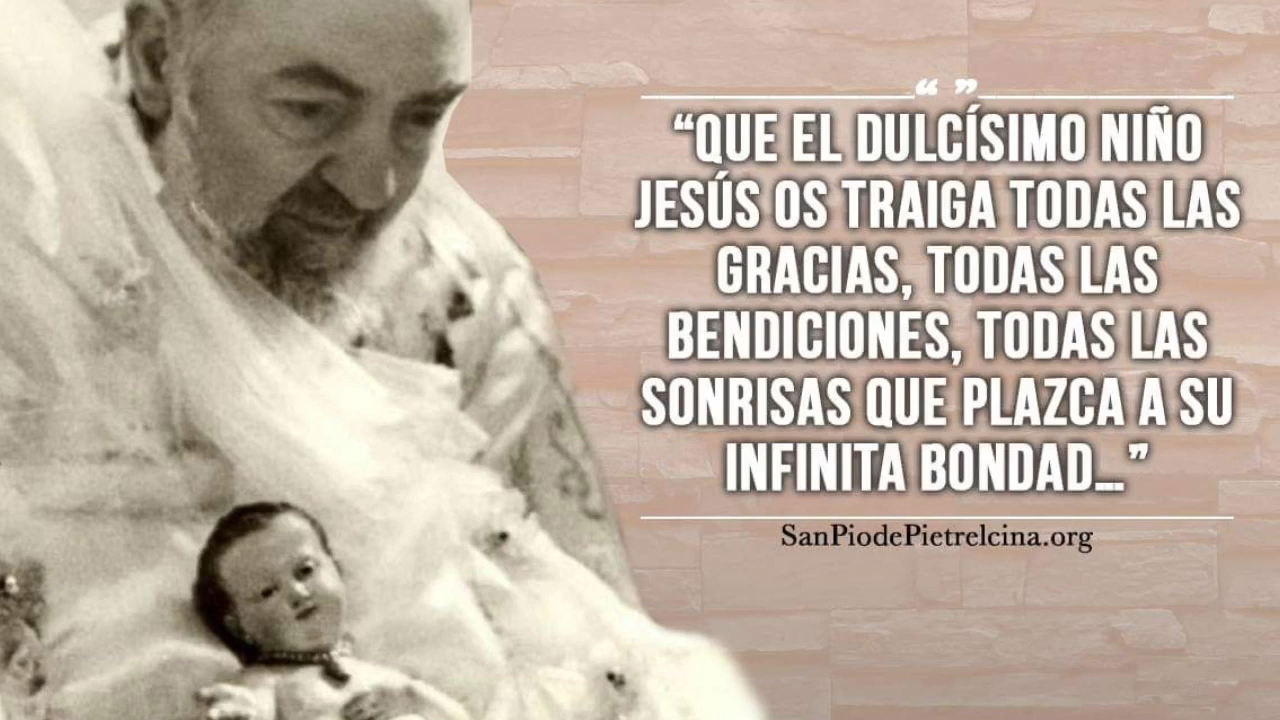 “ ”
“QUE EL DULCÍSIMO NIÑO
JESÚS OS TRAIGA TODAS LAS
GRACIAS, TODAS LAS
BENDICIONES, TODAS LAS
SONRISAS QUE PLAZCA A SU
INFINITA BONDAD...”
SanPiodePietrelcina.org